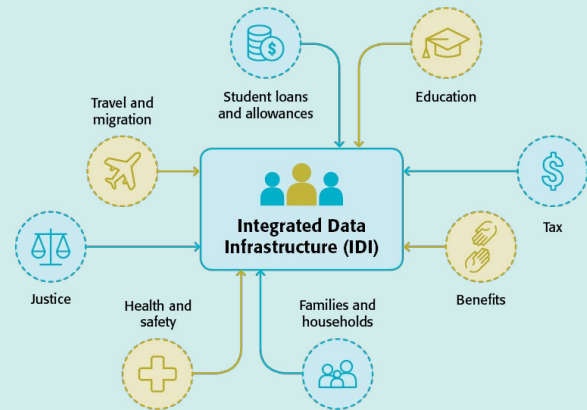 Student loans
and allowances
Education
Travel and
migration
Integrated Data
Infrastructure (IDI)
Tax
Justice
Benefits
Health and
safety
Families and
households